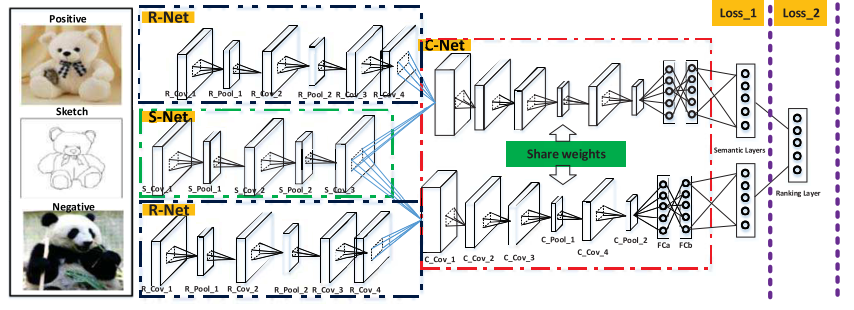 Positive
Sketch
Negative
R-Net
R_Cov_1
R_Pool_1
R_Cov_2
R_Pool_2
R_Cov_3
R_Cov_4
S-Net
S_Cov_1
S_Pool_1
S_Cov_2
S_Pool_2
S_Cov_3
R-Net
R_Cov_1
R_Pool_1
R_Cov_2
R_Pool_2
R_Cov_3
R_Cov_4
C-Net
Share weights
C_Cov_1
C_Cov_2
C_Cov_3
C_Pool_1
C_Cov_4
C_Pool_2
FCa
FCb
Loss_1
Loss_2
Semantic Layers
Ranking Layer